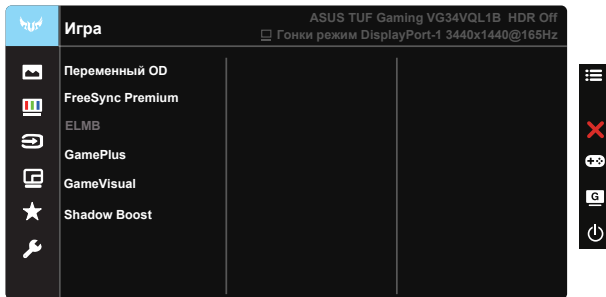 Игра
ASUS TUF Gaming VG34VQL1B HDR Off
Гонки режим DisplayPort-1 3440x1440@165Hz
Переменный OD
FreeSync Premium
ELMB
GamePlus
GameVisual
Shadow Boost
G